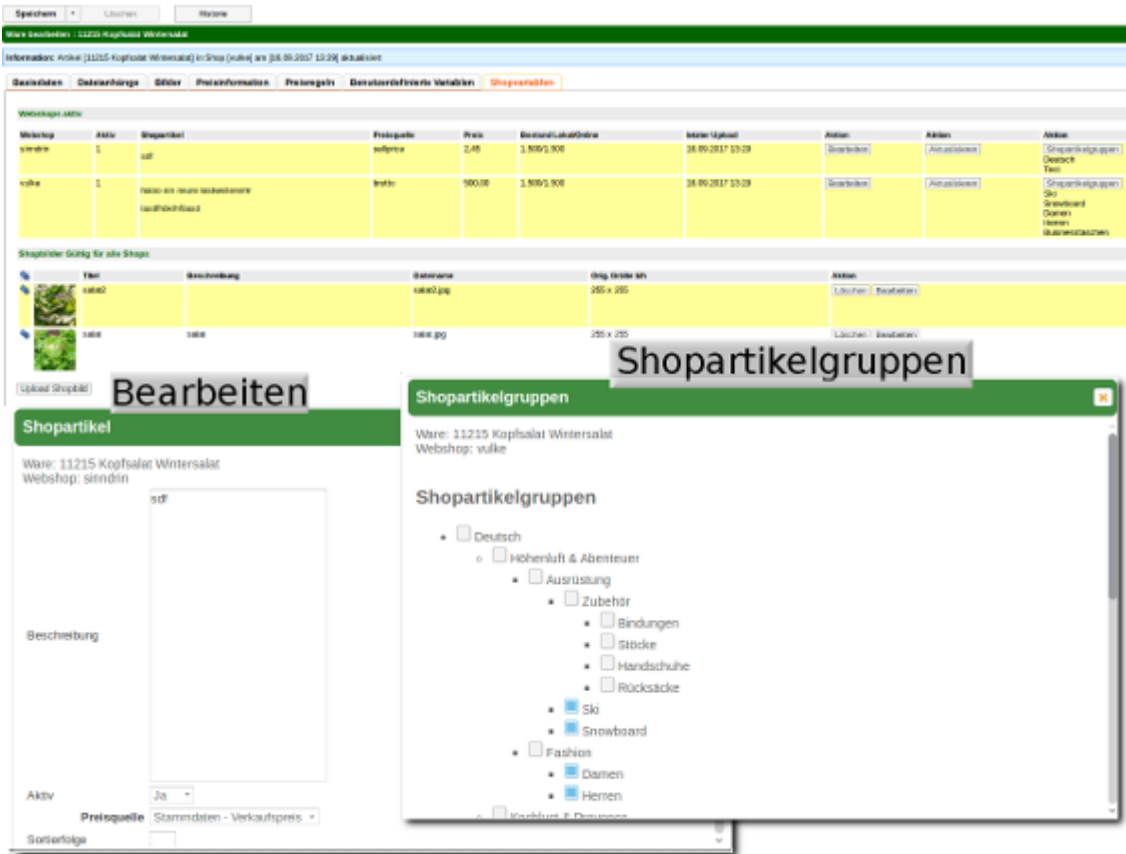 Speichern Löschen Historie
Ware bearbeiten : 11215 Kopfsalat Wintersalat
Information: Artikel [11215-Kopfsalat Wintersalat] in Shop [vulke] am [16.09.2017 13:29] aktualisiert
Basisdaten Dateianhänge Bilder Preisinformation Preisregeln Benutzerdefinierte Variablen Shopvariablen
Webshops aktiv
Webshop Aktiv Shopartikel Preisquelle Preis Bestand Lokal/Online letzter Upload Aktion Aktion Aktion
sinndrin 1 sdf sellprice 2,45 1.500/1.500 16.09.2017 13:29 Bearbeiten Aktualisieren Shopartikelgruppen
Deutsch
Test
vulke 1 brutto 500,00 1.500/1.500 16.09.2017 13:29 Bearbeiten Aktualisieren Shopartikelgruppen
Ski
Snowboard
Damen
Herren
Businesstaschen
Shopbilder Gültig für alle Shops
Titel Beschreibung Dateiname Orig. Größe b/h Aktion
salat2 salat2.jpg 255 x 255 Löschen Bearbeiten
salat salat salat.jpg 255 x 255 Löschen Bearbeiten
Upload Shopbild
Bearbeiten
Shopartikel
Ware: 11215 Kopfsalat Wintersalat
Webshop: sinndrin
sdf
Beschreibung
Aktiv Ja
Preisquelle Stammdaten - Verkaufspreis
Sortierfolge
Shopartikelgruppen
Shopartikelgruppen
Ware: 11215 Kopfsalat Wintersalat
Webshop: vulke
Shopartikelgruppen
Deutsch
Höhenluft & Abenteuer
Ausrüstung
Zubehör
Bindungen
Stöcke
Handschuhe
Rücksäcke
Ski
Snowboard
Fashion
Damen
Herren